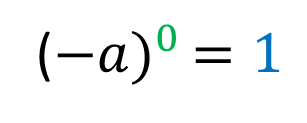 (−a)⁰ = 1